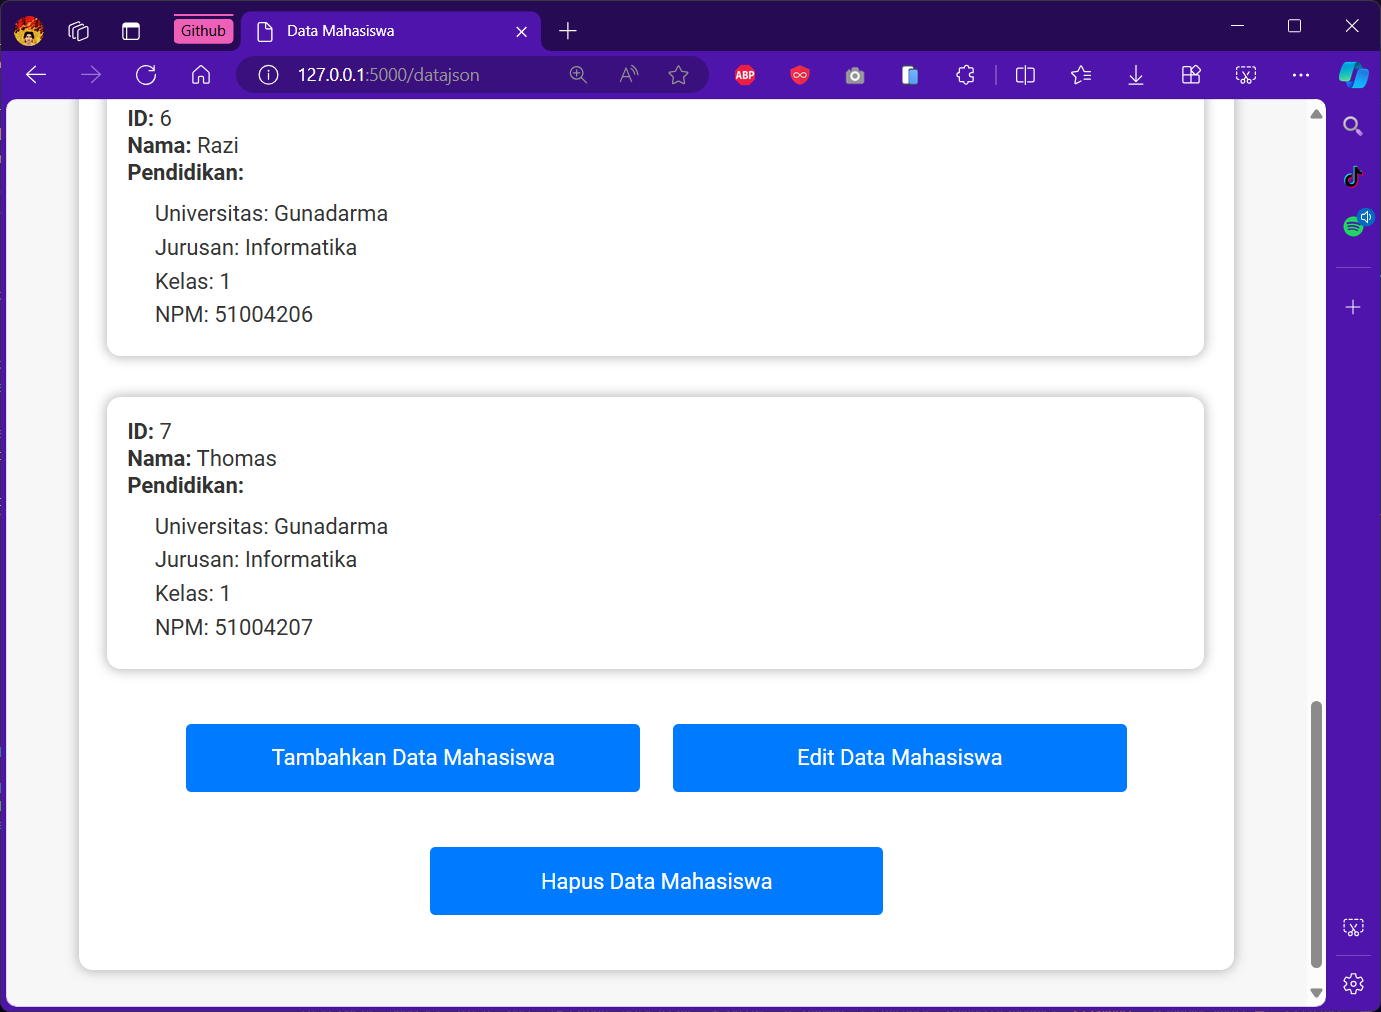 Github
Data Mahasiswa
127.0.0.1:5000/datajson
ABP
ID: 6
Nama: Razi
Pendidikan:
Universitas: Gunadarma
Jurusan: Informatika
Kelas: 1
NPM: 51004206
ID: 7
Nama: Thomas
Pendidikan:
Universitas: Gunadarma
Jurusan: Informatika
Kelas: 1
NPM: 51004207
Tambahkan Data Mahasiswa
Edit Data Mahasiswa
Hapus Data Mahasiswa